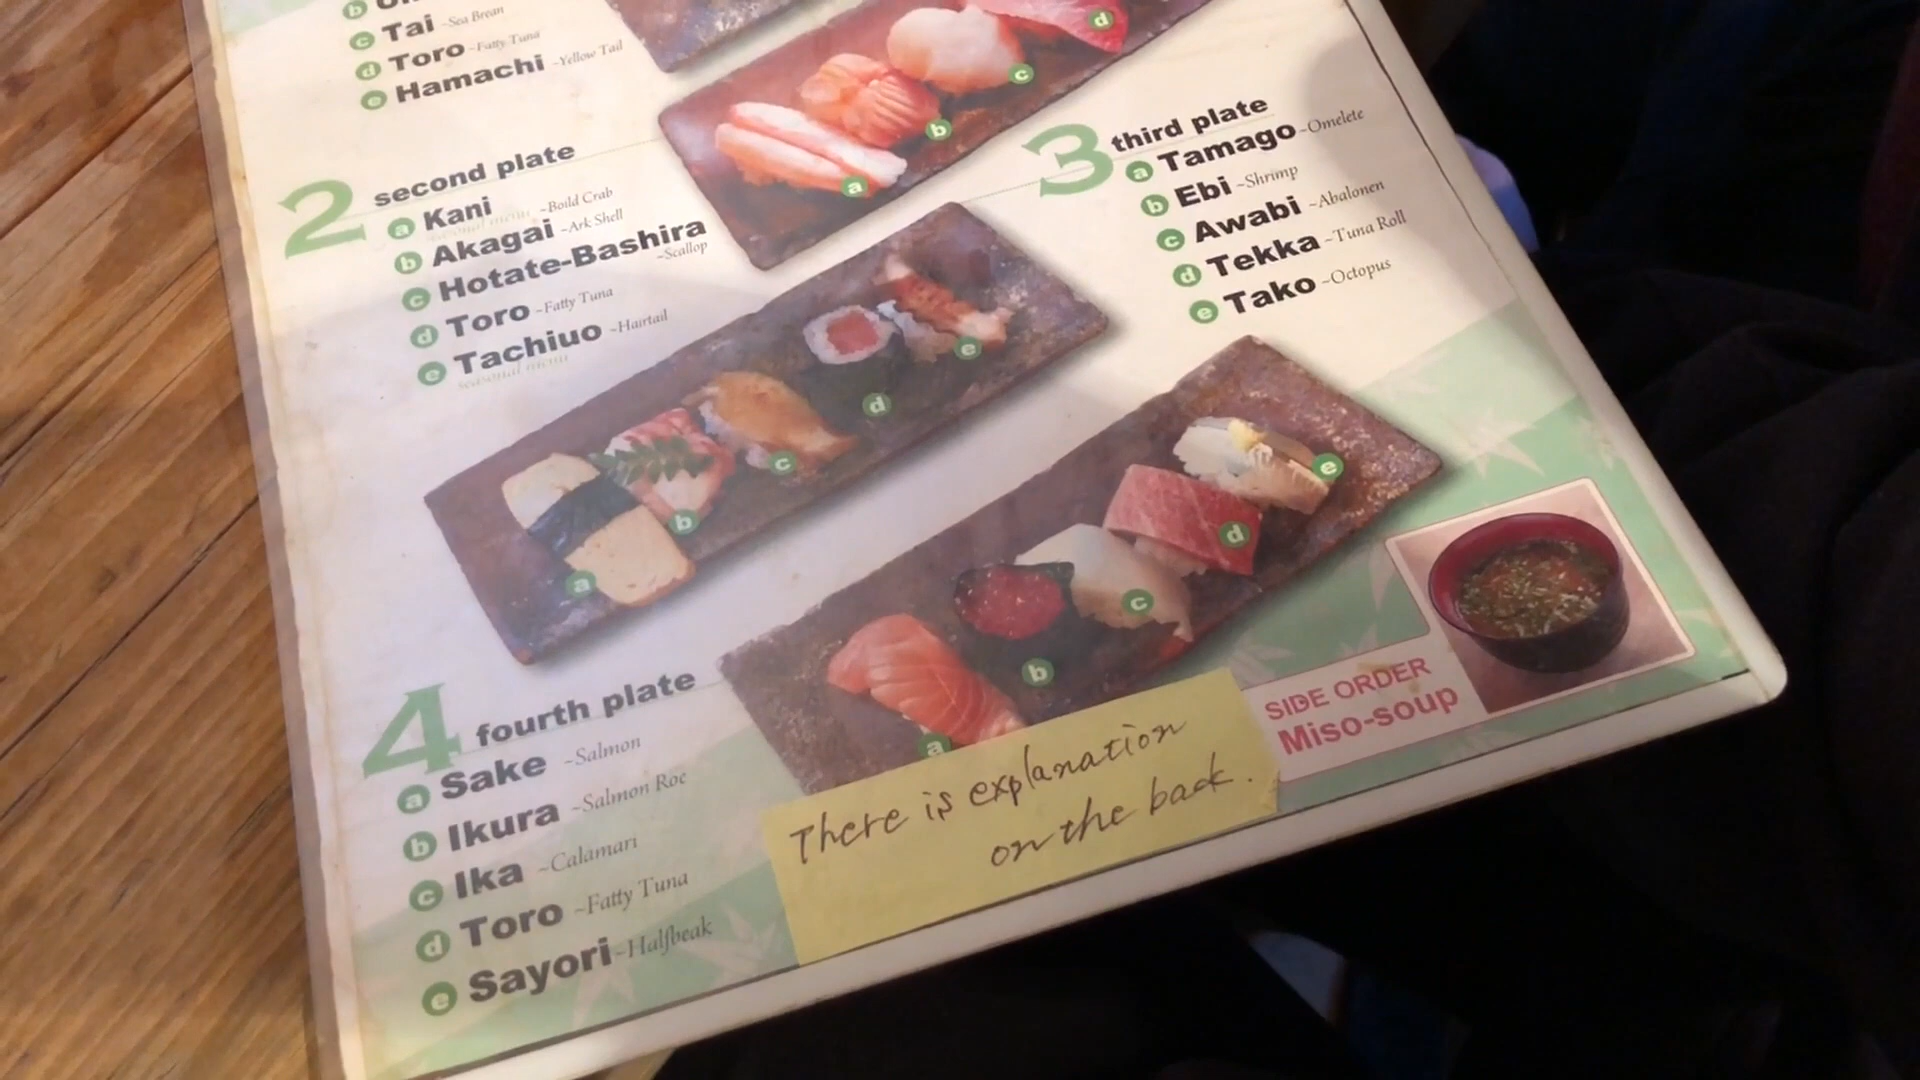 b
c Tai ~Sea Brean
d Toro ~Fatty Tuna
e Hamachi ~Yellow Tail
2 second plate
a Kani ~Boild Crab
seasonal menu
b Akagai ~Ark Shell
c Hotate-Bashira ~Scallop
d Toro ~Fatty Tuna
e Tachiuo ~Hairtail
seasonal menu
3 third plate
a Tamago ~Omelete
b Ebi ~Shrimp
c Awabi ~Abalonen
d Tekka ~Tuna Roll
e Tako ~Octopus
a
b
c
d
a
b
c
d
e
a
b
c
d
e
4 fourth plate
a Sake ~Salmon
b Ikura ~Salmon Roe
c Ika ~Calamari
d Toro ~Fatty Tuna
e Sayori ~Halfbeak
There is explanation
on the back.
SIDE ORDER
Miso-soup